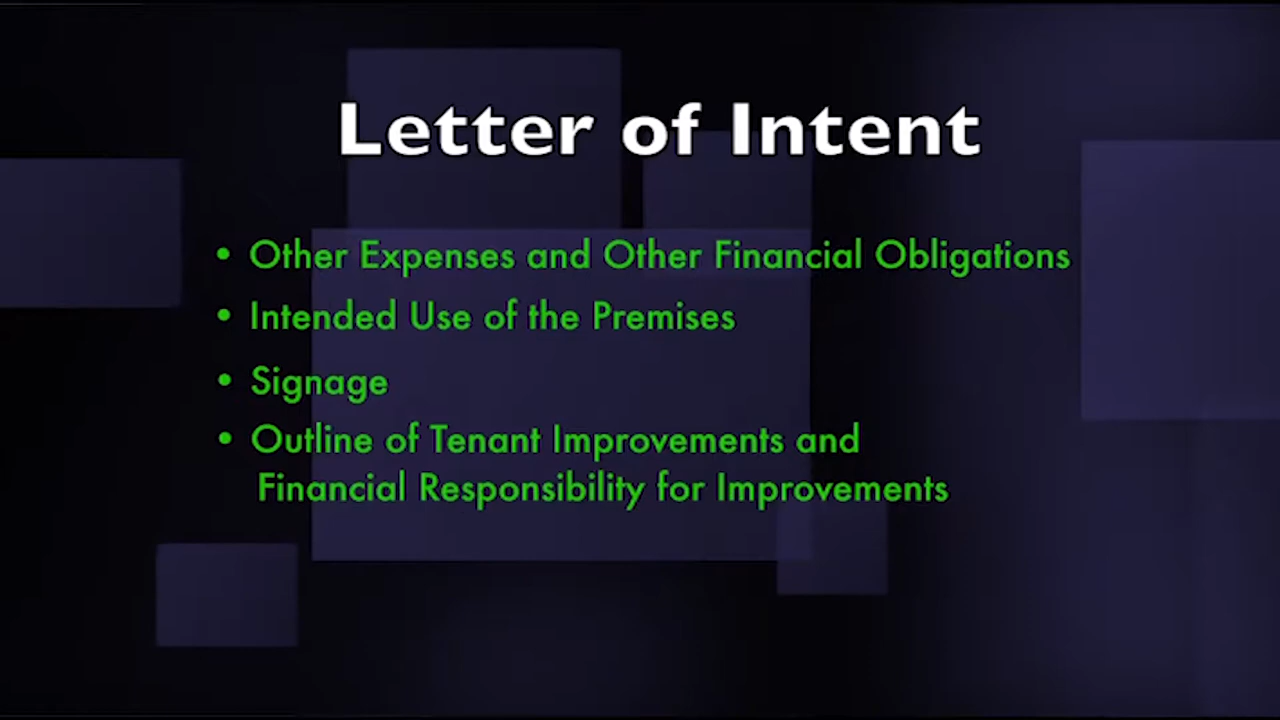 Letter of Intent
• Other Expenses and Other Financial Obligations
• Intended Use of the Premises
• Signage
• Outline of Tenant Improvements and
Financial Responsibility for Improvements